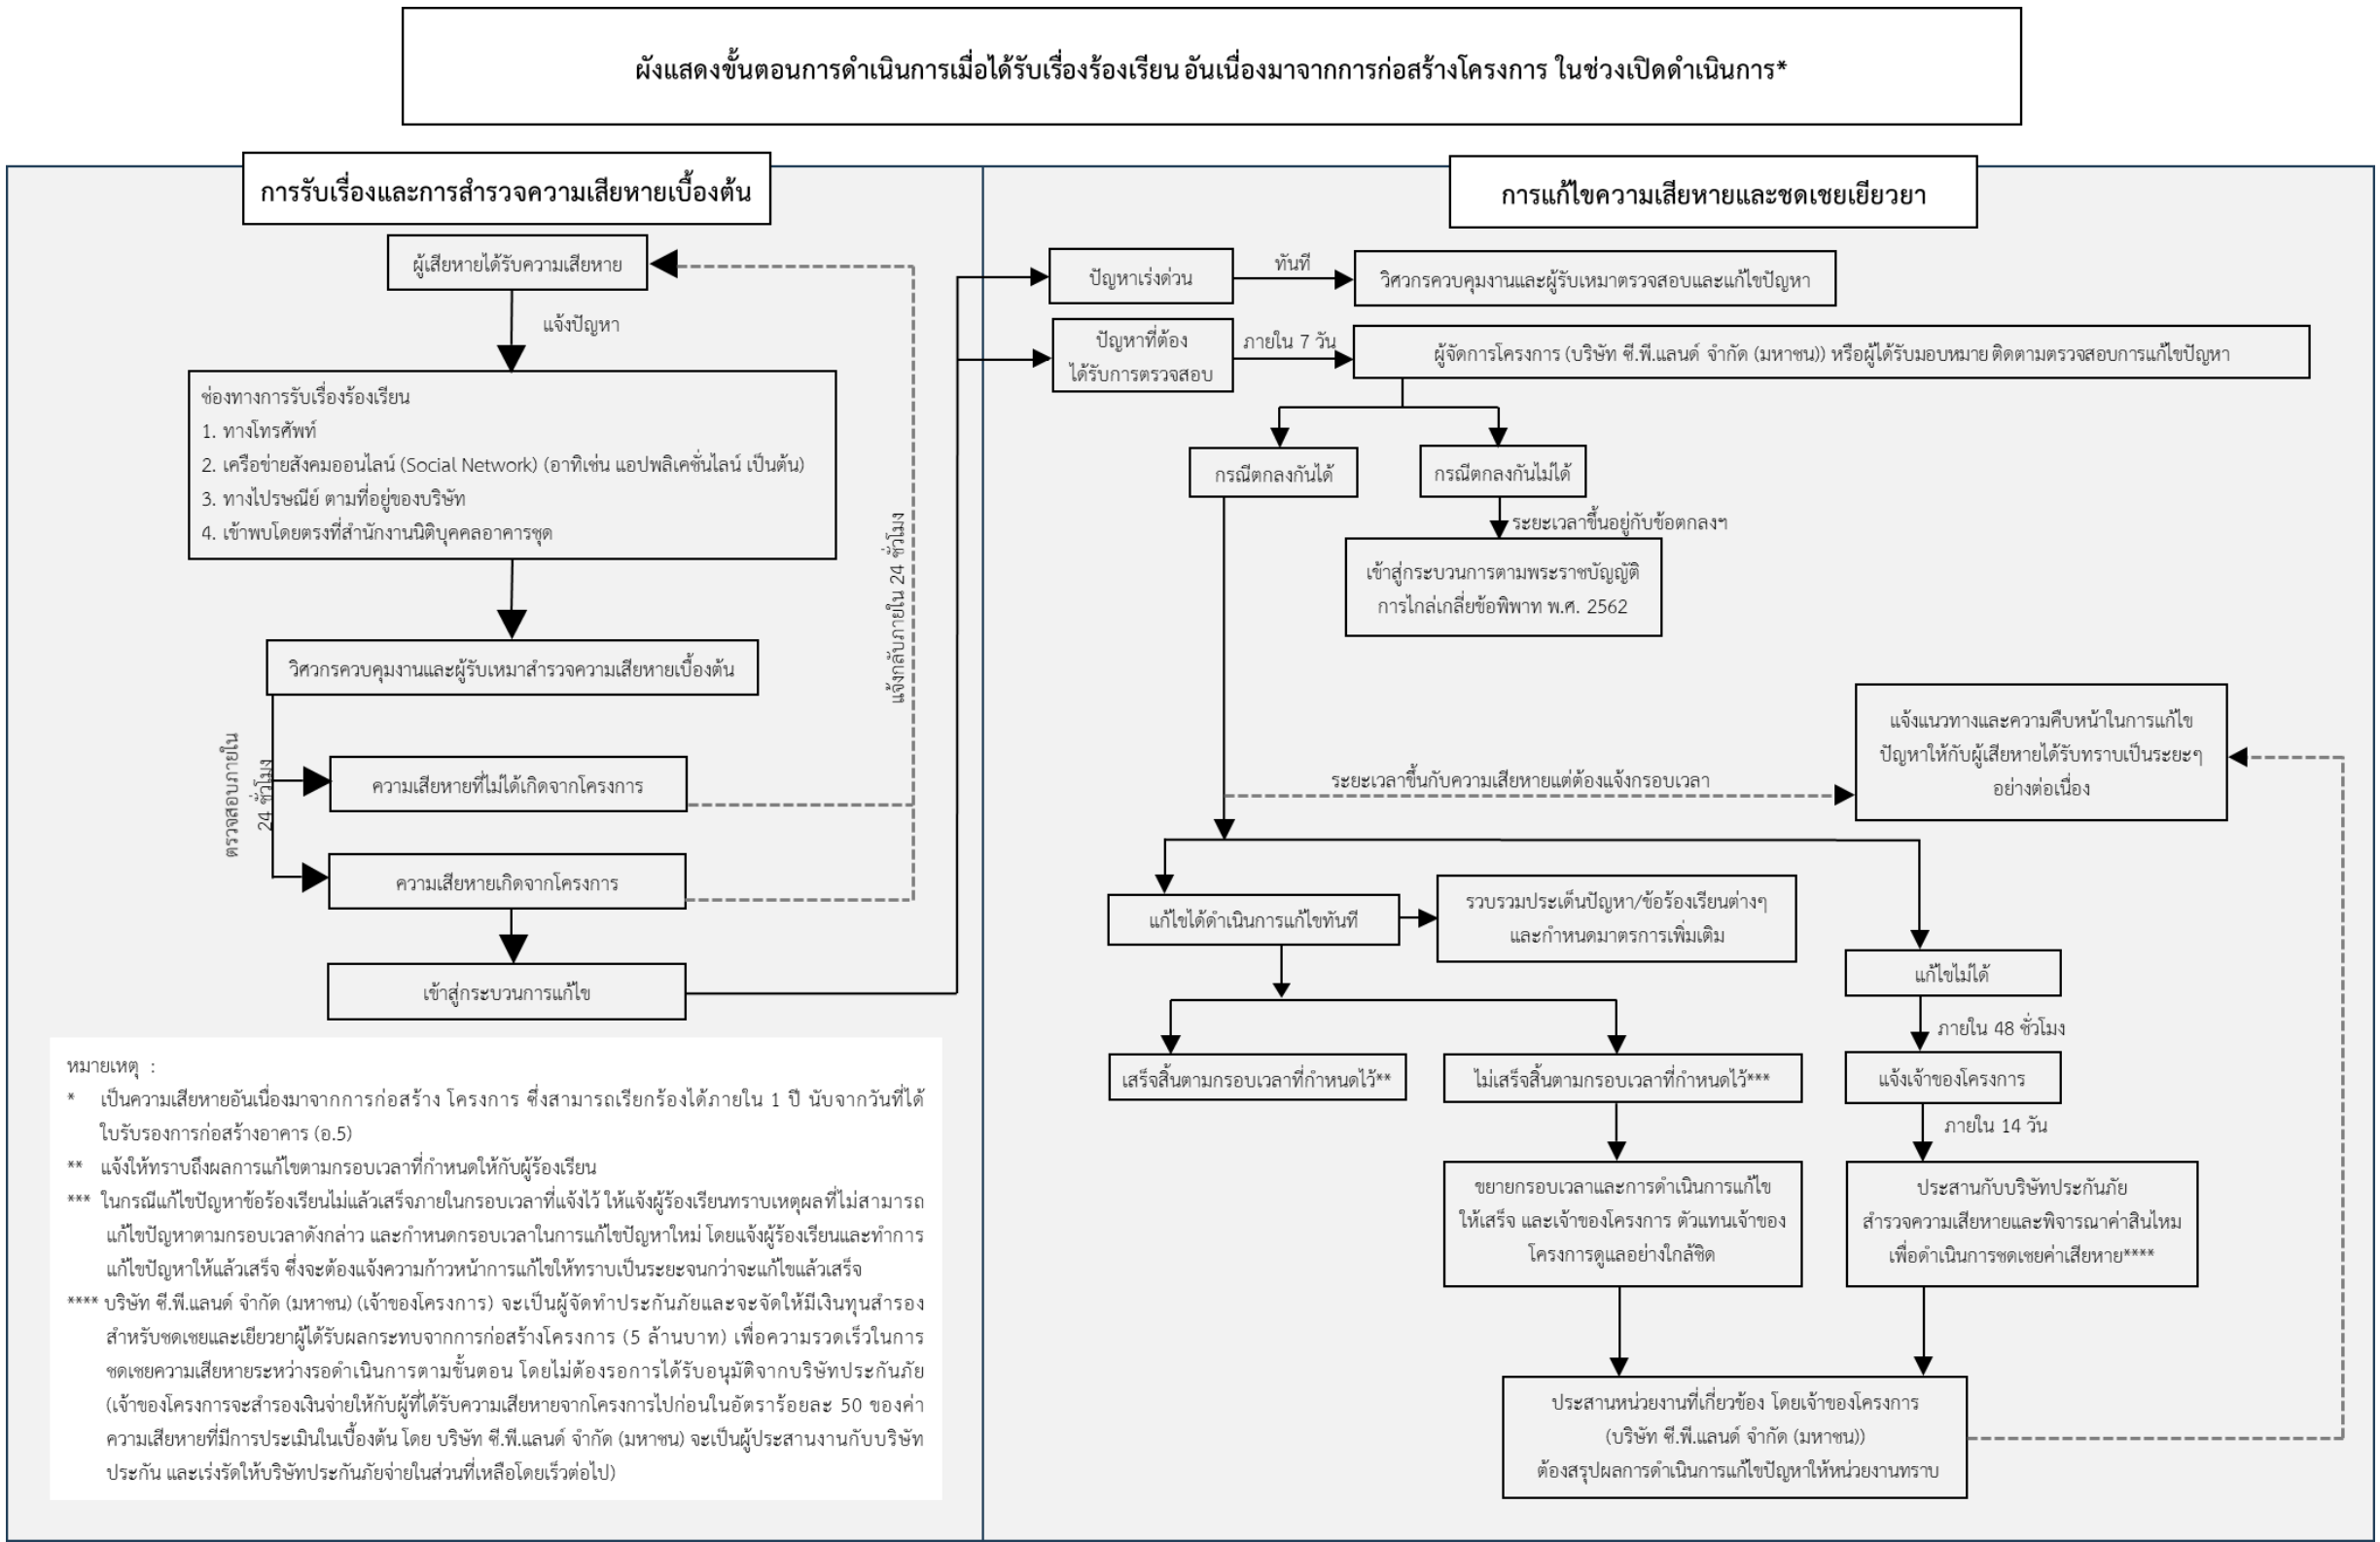 ผังแสดงขั้นตอนการดำเนินการเมื่อได้รับเรื่องร้องเรียน อันเนื่องมาจากการก่อสร้างโครงการ ในช่วงเปิดดำเนินการ*
การรับเรื่องและการสำรวจความเสียหายเบื้องต้น
ผู้เสียหายได้รับความเสียหาย
แจ้งปัญหา
ช่องทางการรับเรื่องร้องเรียน
1. ทางโทรศัพท์
2. เครือข่ายสังคมออนไลน์ (Social Network) (อาทิเช่น แอปพลิเคชั่นไลน์ เป็นต้น)
3. ทางไปรษณีย์ ตามที่อยู่ของบริษัท
4. เข้าพบโดยตรงที่สำนักงานนิติบุคคลอาคารชุด
วิศวกรควบคุมงานและผู้รับเหมาสำรวจความเสียหายเบื้องต้น
ตรวจสอบภายใน
24 ชั่วโมง
ความเสียหายที่ไม่ได้เกิดจากโครงการ
ความเสียหายเกิดจากโครงการ
แจ้งกลับภายใน 24 ชั่วโมง
เข้าสู่กระบวนการแก้ไข
หมายเหตุ :
* เป็นความเสียหายอันเนื่องมาจากการก่อสร้าง โครงการ ซึ่งสามารถเรียกร้องได้ภายใน 1 ปี นับจากวันที่ได้
ใบรับรองการก่อสร้างอาคาร (อ.5)
** แจ้งให้ทราบถึงผลการแก้ไขตามกรอบเวลาที่กำหนดให้กับผู้ร้องเรียน
*** ในกรณีแก้ไขปัญหาข้อร้องเรียนไม่แล้วเสร็จภายในกรอบเวลาที่แจ้งไว้ ให้แจ้งผู้ร้องเรียนทราบเหตุผลที่ไม่สามารถ
แก้ไขปัญหาตามกรอบเวลาดังกล่าว และกำหนดกรอบเวลาในการแก้ไขปัญหาใหม่ โดยแจ้งผู้ร้องเรียนและทำการ
แก้ไขปัญหาให้แล้วเสร็จ ซึ่งจะต้องแจ้งความก้าวหน้าการแก้ไขให้ทราบเป็นระยะจนกว่าจะแก้ไขแล้วเสร็จ
**** บริษัท ซี.พี.แลนด์ จำกัด (มหาชน) (เจ้าของโครงการ) จะเป็นผู้จัดทำประกันภัยและจะจัดให้มีเงินทุนสำรอง
สำหรับชดเชยและเยียวยาผู้ได้รับผลกระทบจากการก่อสร้างโครงการ (5 ล้านบาท) เพื่อความรวดเร็วในการ
ชดเชยความเสียหายระหว่างรอดำเนินการตามขั้นตอน โดยไม่ต้องรอการได้รับอนุมัติจากบริษัทประกันภัย
(เจ้าของโครงการจะสำรองเงินจ่ายให้กับผู้ที่ได้รับความเสียหายจากโครงการไปก่อนในอัตราร้อยละ 50 ของค่า
ความเสียหายที่มีการประเมินในเบื้องต้น โดย บริษัท ซี.พี.แลนด์ จำกัด (มหาชน) จะเป็นผู้ประสานงานกับบริษัท
ประกัน และเร่งรัดให้บริษัทประกันภัยจ่ายในส่วนที่เหลือโดยเร็วต่อไป)
การแก้ไขความเสียหายและชดเชยเยียวยา
ปัญหาเร่งด่วน
ทันที
วิศวกรควบคุมงานและผู้รับเหมาตรวจสอบและแก้ไขปัญหา
ปัญหาที่ต้อง
ได้รับการตรวจสอบ
ภายใน 7 วัน
ผู้จัดการโครงการ (บริษัท ซี.พี.แลนด์ จำกัด (มหาชน)) หรือผู้ได้รับมอบหมาย ติดตามตรวจสอบการแก้ไขปัญหา
กรณีตกลงกันได้
กรณีตกลงกันไม่ได้
ระยะเวลาขึ้นอยู่กับข้อตกลงฯ
เข้าสู่กระบวนการตามพระราชบัญญัติ
การไกล่เกลี่ยข้อพิพาท พ.ศ. 2562
ระยะเวลาขึ้นกับความเสียหายแต่ต้องแจ้งกรอบเวลา
แจ้งแนวทางและความคืบหน้าในการแก้ไข
ปัญหาให้กับผู้เสียหายได้รับทราบเป็นระยะๆ
อย่างต่อเนื่อง
แก้ไขได้ดำเนินการแก้ไขทันที
รวบรวมประเด็นปัญหา/ข้อร้องเรียนต่างๆ
และกำหนดมาตรการเพิ่มเติม
แก้ไขไม่ได้
ภายใน 48 ชั่วโมง
เสร็จสิ้นตามกรอบเวลาที่กำหนดไว้**
ไม่เสร็จสิ้นตามกรอบเวลาที่กำหนดไว้***
แจ้งเจ้าของโครงการ
ภายใน 14 วัน
ขยายกรอบเวลาและการดำเนินการแก้ไข
ให้เสร็จ และเจ้าของโครงการ ตัวแทนเจ้าของ
โครงการดูแลอย่างใกล้ชิด
ประสานกับบริษัทประกันภัย
สำรวจความเสียหายและพิจารณาค่าสินไหม
เพื่อดำเนินการชดเชยค่าเสียหาย****
ประสานหน่วยงานที่เกี่ยวข้อง โดยเจ้าของโครงการ
(บริษัท ซี.พี.แลนด์ จำกัด (มหาชน))
ต้องสรุปผลการดำเนินการแก้ไขปัญหาให้หน่วยงานทราบ